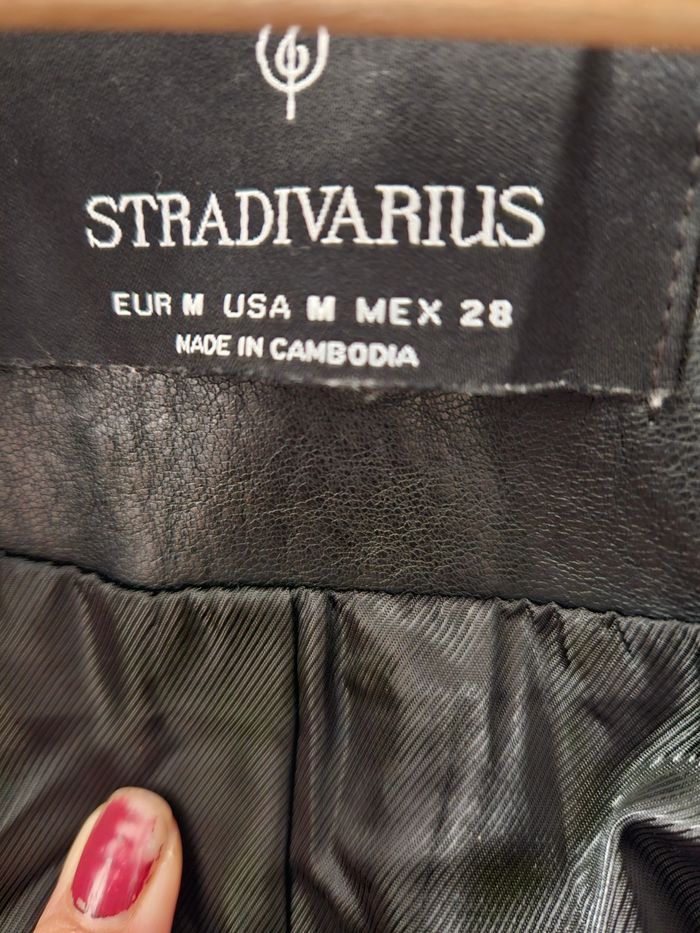 STRADIVARIUS
EUR M USA M MEX 28
MADE IN CAMBODIA